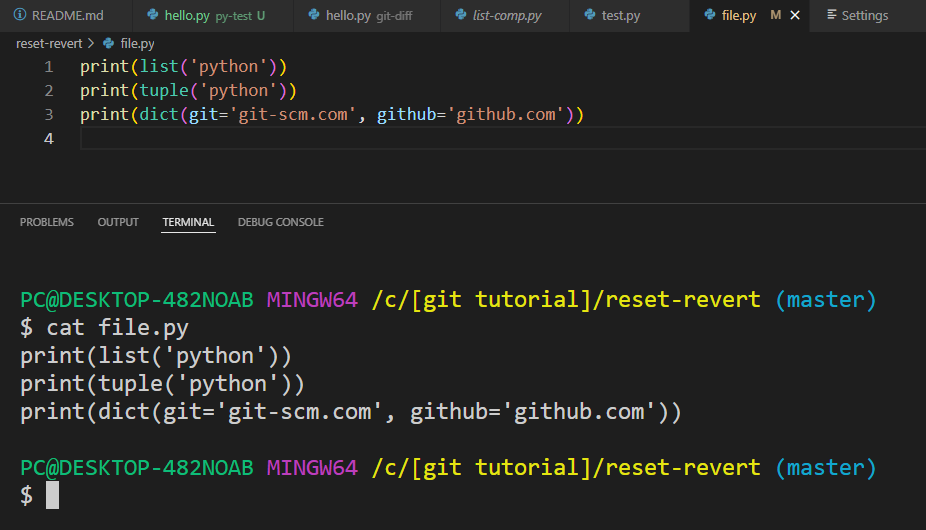 README.md hello.py py-test U hello.py git-diff list-comp.py test.py file.py M Settings
reset-revert > file.py
1 print(list('python'))
2 print(tuple('python'))
3 print(dict(git='git-scm.com', github='github.com'))
4
PROBLEMS OUTPUT TERMINAL DEBUG CONSOLE
PC@DESKTOP-482NOAB MINGW64 /c/[git tutorial]/reset-revert (master)
$ cat file.py
print(list('python'))
print(tuple('python'))
print(dict(git='git-scm.com', github='github.com'))
PC@DESKTOP-482NOAB MINGW64 /c/[git tutorial]/reset-revert (master)
$